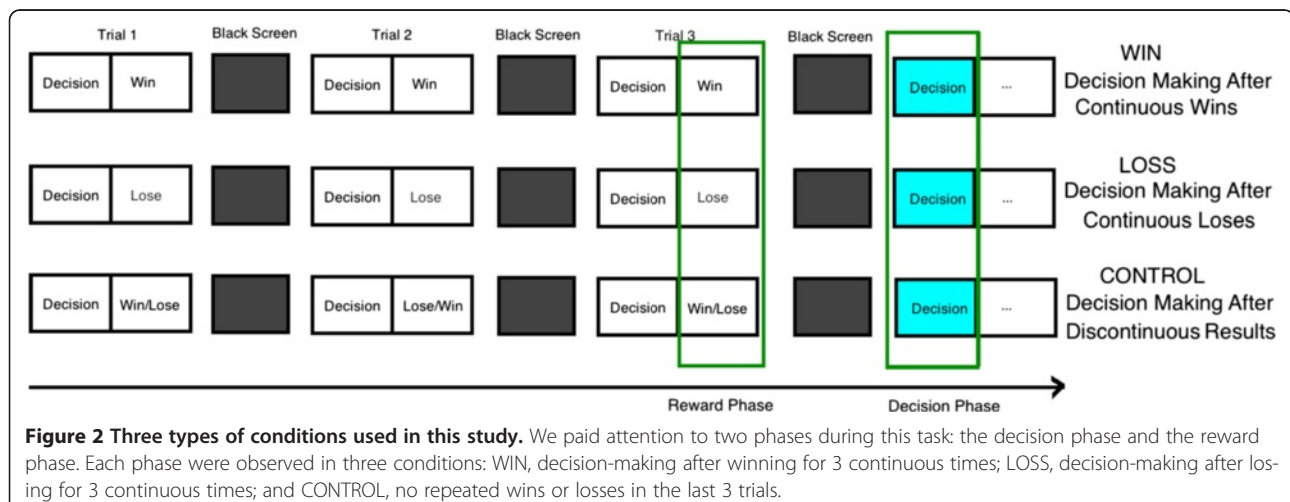 Trial 1 Black Screen Trial 2 Black Screen Trial 3 Black Screen
Decision Win Decision Win Decision Win Decision ...
WIN
Decision Making After
Continuous Wins
Decision Lose Decision Lose Decision Lose Decision ...
LOSS
Decision Making After
Continuous Loses
Decision Win/Lose Decision Lose/Win Decision Win/Lose Decision ...
CONTROL
Decision Making After
Discontinuous Results
Reward Phase Decision Phase
Figure 2 Three types of conditions used in this study. We paid attention to two phases during this task: the decision phase and the reward
phase. Each phase were observed in three conditions: WIN, decision-making after winning for 3 continuous times; LOSS, decision-making after los-
ing for 3 continuous times; and CONTROL, no repeated wins or losses in the last 3 trials.